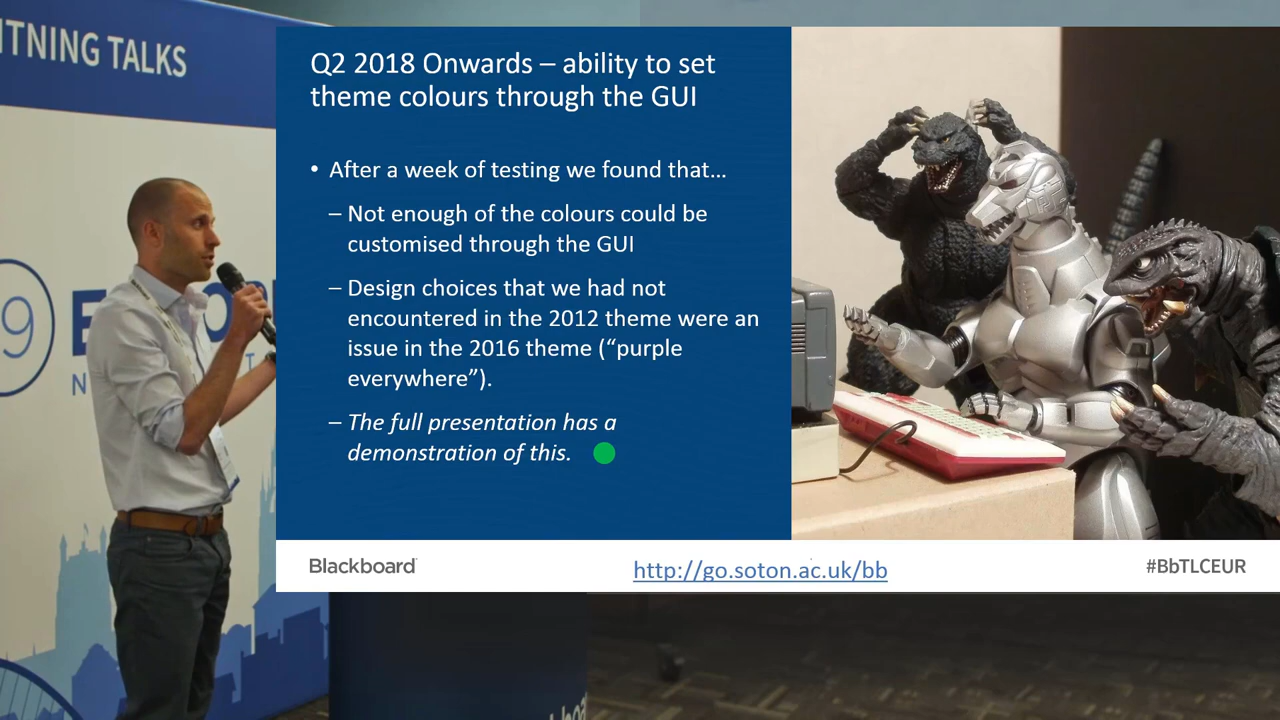 TNING TALKS
Q2 2018 Onwards – ability to set
theme colours through the GUI
• After a week of testing we found that…
– Not enough of the colours could be
customised through the GUI
– Design choices that we had not
encountered in the 2012 theme were an
issue in the 2016 theme (“purple
everywhere”).
– The full presentation has a
demonstration of this.
Blackboard
http://go.soton.ac.uk/bb
#BbTLCEUR
9